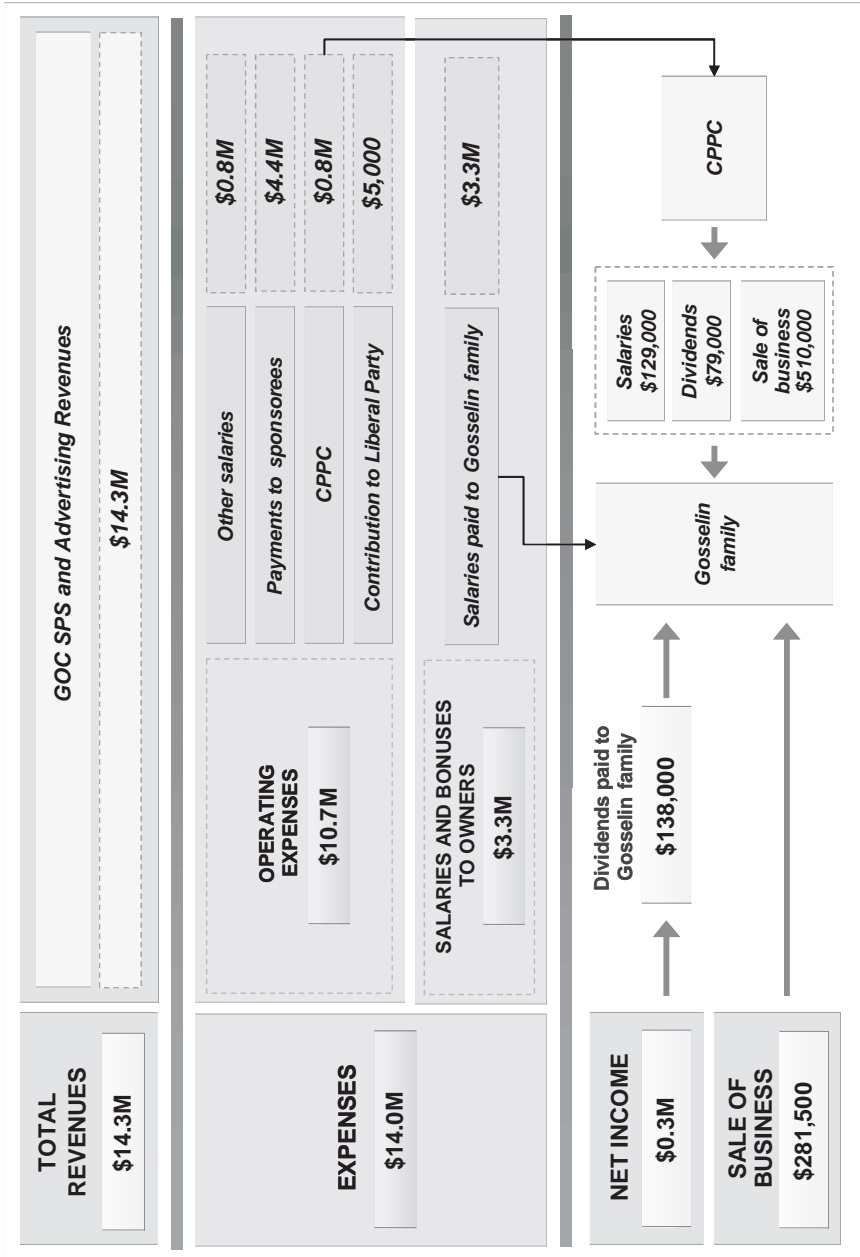 TOTAL
REVENUES
$14.3M
GOC SPS and Advertising Revenues
$14.3M
EXPENSES
$14.0M
OPERATING
EXPENSES
$10.7M
Other salaries
$0.8M
Payments to sponsorees
$4.4M
CPPC
$0.8M
Contribution to Liberal Party
$5,000
SALARIES AND BONUSES
TO OWNERS
$3.3M
Salaries paid to Gosselin family
$3.3M
NET INCOME
$0.3M
Dividends paid to
Gosselin family
$138,000
SALE OF
BUSINESS
$281,500
Gosselin
family
Salaries
$129,000
Dividends
$79,000
Sale of
business
$510,000
CPPC